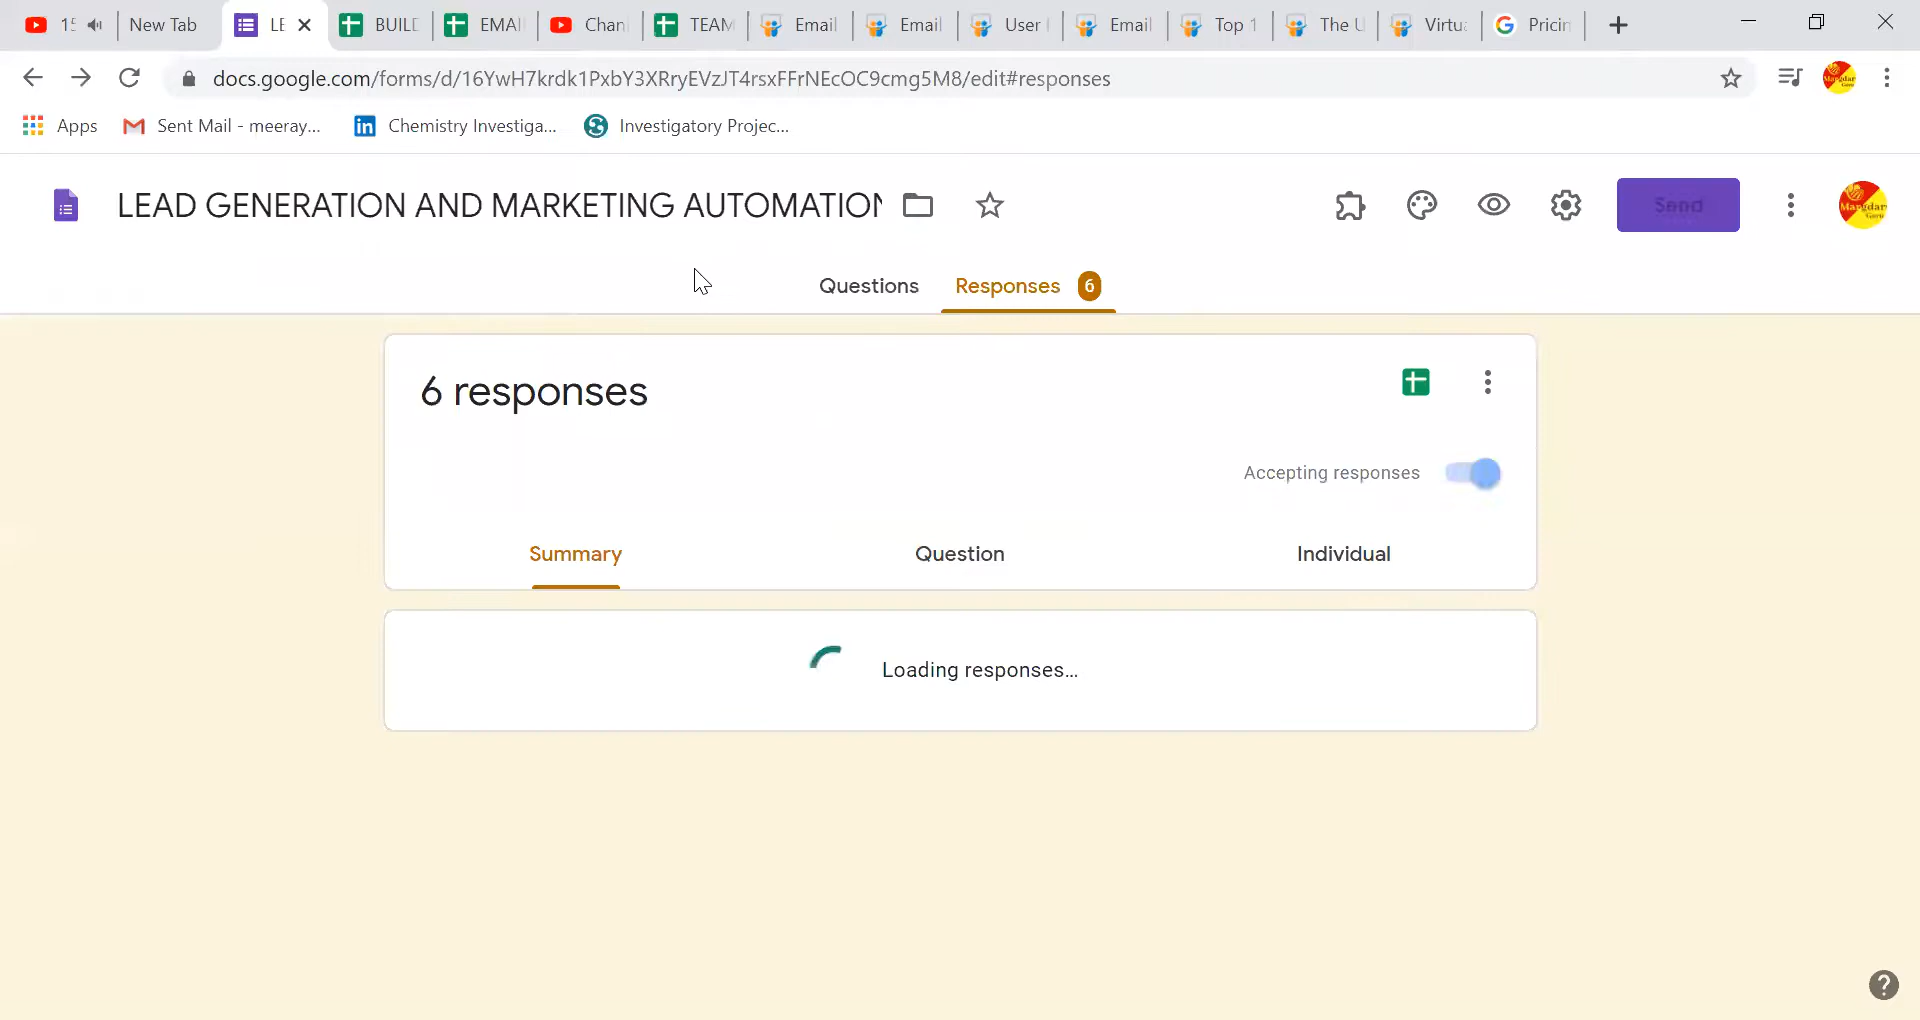 New Tab
LE
BUILD
EMAI
Chan
TEAM
Email
Email
User
Email
Top 1
The U
Virtu
Pricin
docs.google.com/forms/d/16YwH7krdk1PxbY3XRryEVzJT4rsxFFrNEcOC9cmg5M8/edit#responses
Apps
Sent Mail - meeray...
Chemistry Investiga...
Investigatory Projec...
LEAD GENERATION AND MARKETING AUTOMATION
Send
Questions
Responses 6
6 responses
Accepting responses
Summary
Question
Individual
Loading responses...